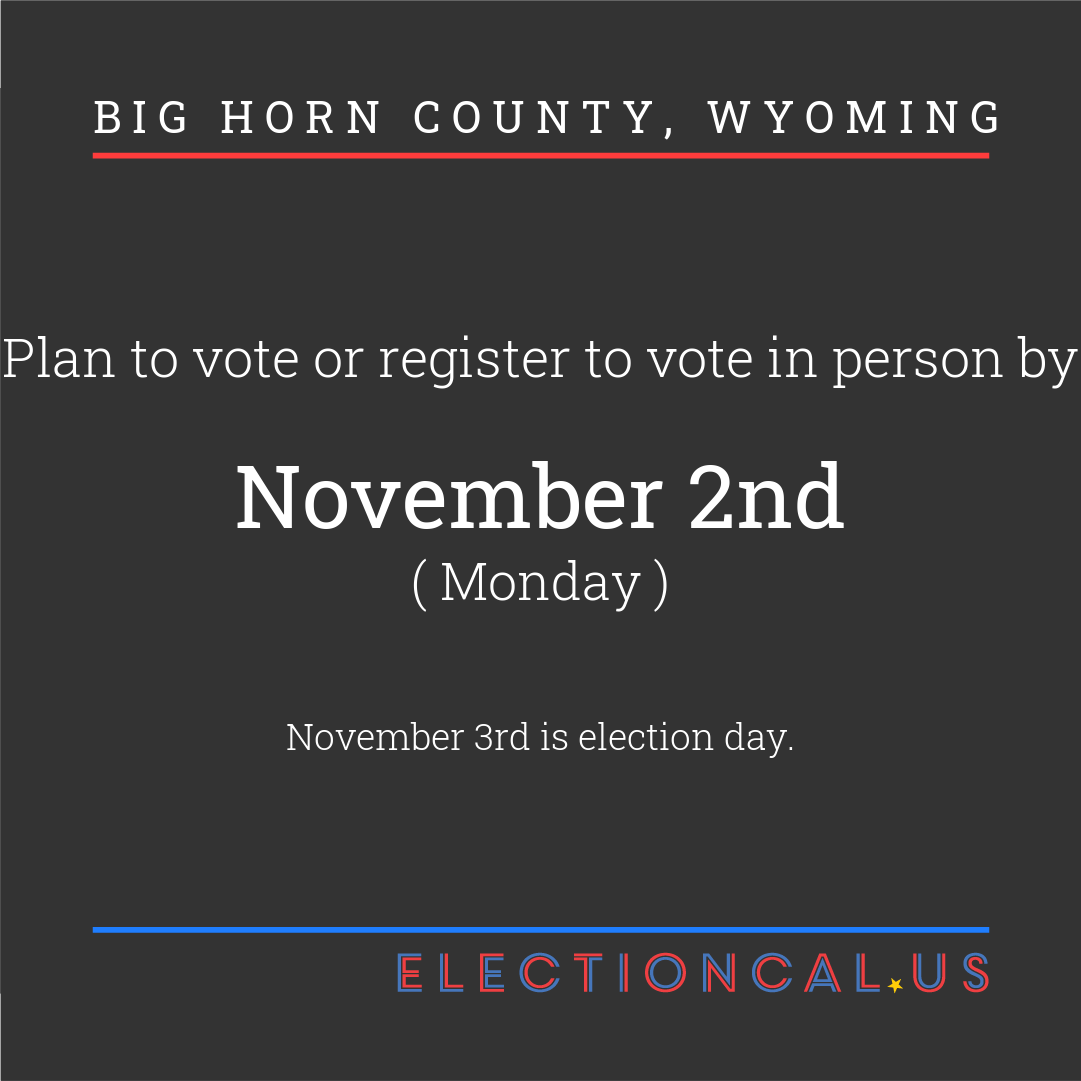 BIG HORN COUNTY, WYOMING
Plan to vote or register to vote in person by
November 2nd
( Monday )
November 3rd is election day.
ELECTIONCAL.US